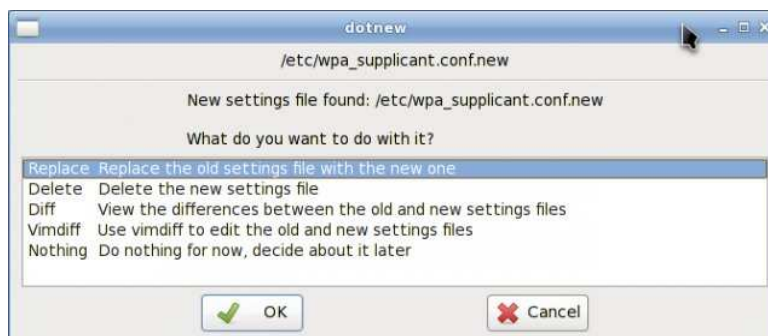 dotnew
/etc/wpa_supplicant.conf.new
New settings file found: /etc/wpa_supplicant.conf.new
What do you want to do with it?
Replace Replace the old settings file with the new one
Delete Delete the new settings file
Diff View the differences between the old and new settings files
Vimdiff Use vimdiff to edit the old and new settings files
Nothing Do nothing for now, decide about it later
OK Cancel